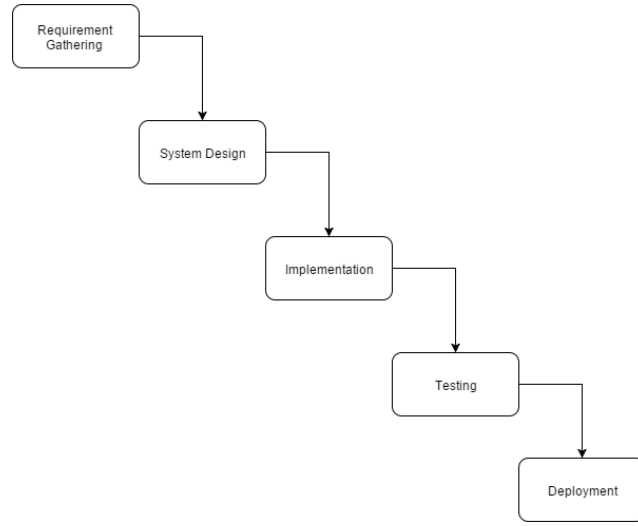 Requirement
Gathering
System Design
Implementation
Testing
Deployment